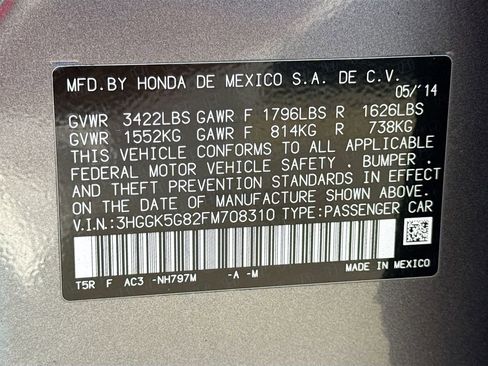 MFD.BY HONDA DE MEXICO S.A. DE C.V.
05/'14
GVWR 3422LBS GAWR F 1796LBS R 1626LBS
GVWR 1552KG GAWR F 814KG R 738KG
THIS VEHICLE CONFORMS TO ALL APPLICABLE
FEDERAL MOTOR VEHICLE SAFETY . BUMPER .
AND THEFT PREVENTION STANDARDS IN EFFECT
ON THE DATE OF MANUFACTURE SHOWN ABOVE.
V.I.N.:3HGGK5G82FM708310 TYPE:PASSENGER CAR
T5R F AC3 -NH797M -A -M MADE IN MEXICO